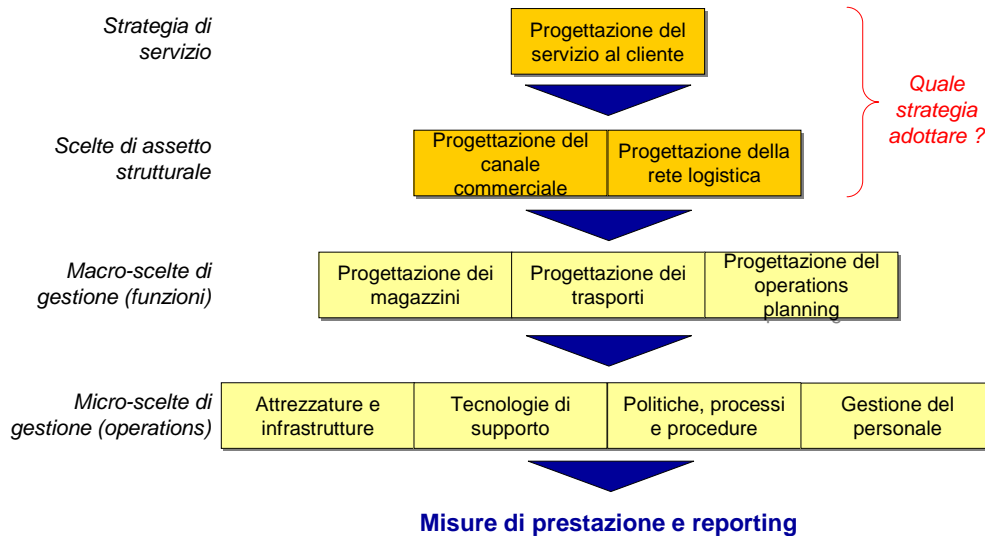 Strategia di
servizio
Progettazione del
servizio al cliente
Quale
strategia
adottare ?
Scelte di assetto
strutturale
Progettazione del
canale
commerciale
Progettazione della
rete logistica
Macro-scelte di
gestione (funzioni)
Progettazione dei
magazzini
Progettazione dei
trasporti
Progettazione del
operations
planning
Micro-scelte di
gestione (operations)
Attrezzature e
infrastrutture
Tecnologie di
supporto
Politiche, processi
e procedure
Gestione del
personale
Misure di prestazione e reporting